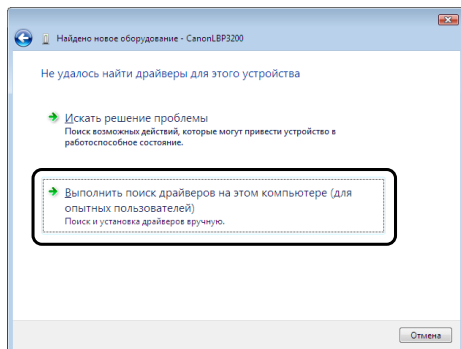 Найдено новое оборудование - CanonLBP3200
Не удалось найти драйверы для этого устройства
Искать решение проблемы
Поиск возможных действий, которые могут привести устройство в
работоспособное состояние.
Выполнить поиск драйверов на этом компьютере (для
опытных пользователей)
Поиск и установка драйверов вручную.
Отмена